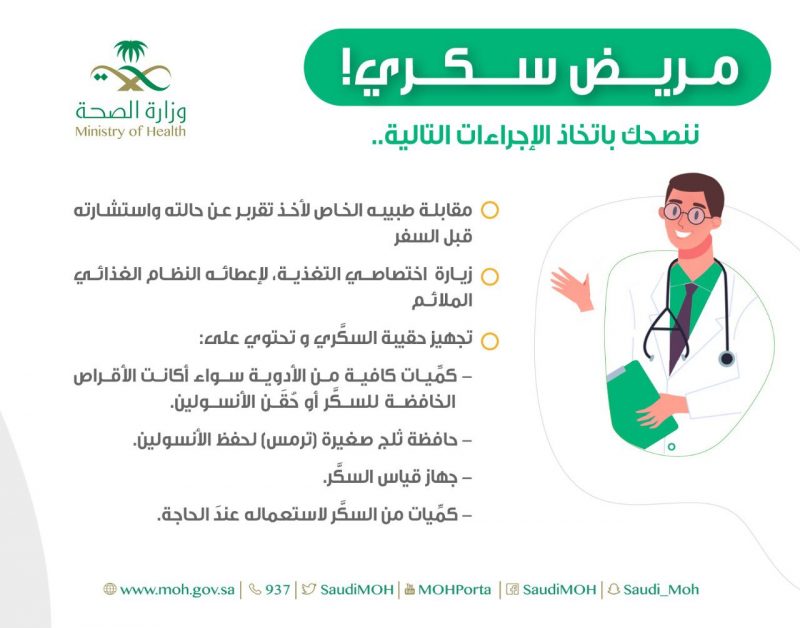 مريض سكري!
ننصحك باتخاذ الإجراءات التالية..
وزارة الصحة
Ministry of Health
مقابلة طبيبه الخاص لأخذ تقرير عن حالته واستشارته
قبل السفر
زيارة اختصاصي التغذية، لإعطائه النظام الغذائي
الملائم
تجهيز حقيبة السكَّري و تحتوي على:
– كمِّيات كافية من الأدوية سواء أكانت الأقراص
الخافضة للسكَّر أو حُقَن الأنسولين.
– حافظة ثلج صغيرة (ترمس) لحفظ الأنسولين.
– جهاز قياس السكَّر.
– كمِّيات من السكَّر لاستعماله عندَ الحاجة.
www.moh.gov.sa | 937 | SaudiMOH | MOHPorta | SaudiMOH | Saudi_Moh